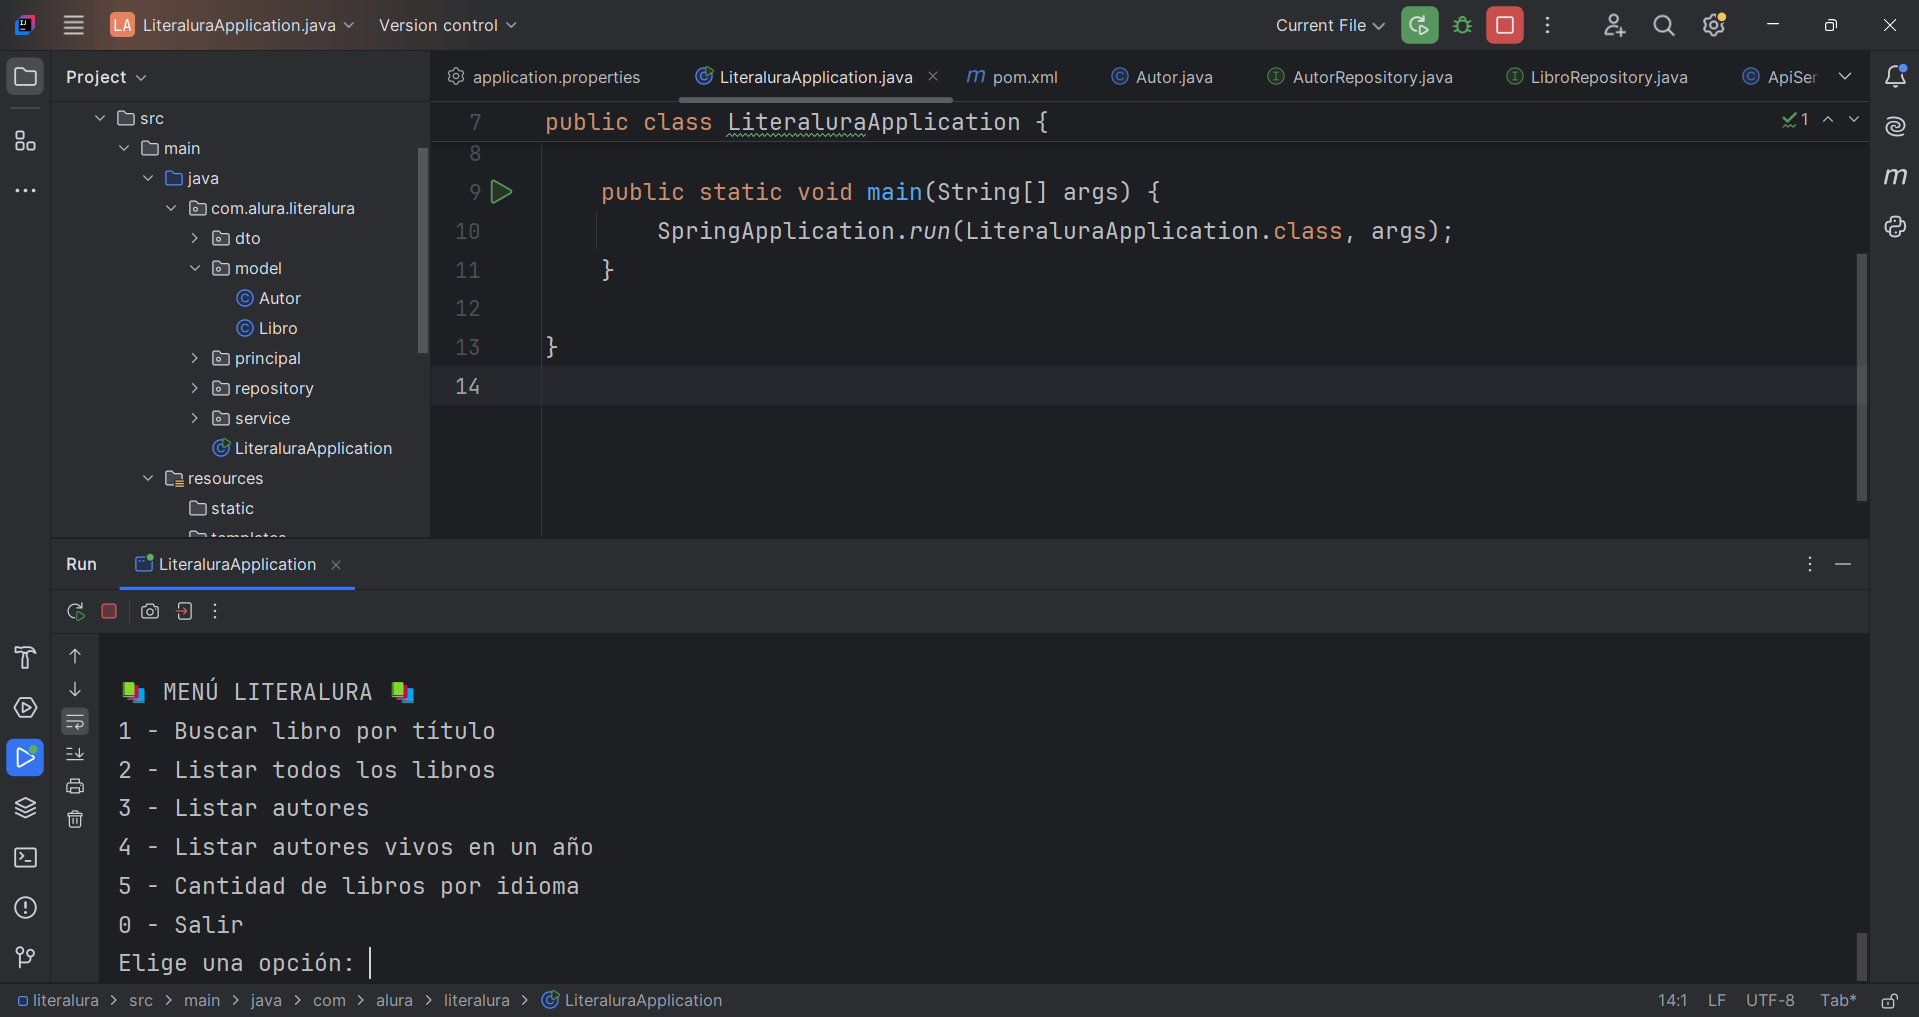 LA LiteraluraApplication.java Version control Current File
Project
application.properties LiteraluraApplication.java m pom.xml Autor.java AutorRepository.java LibroRepository.java ApiSer
src
main
java
com.alura.literalura
dto
model
Autor
Libro
principal
repository
service
LiteraluraApplication
resources
static
templates
7 public class LiteraluraApplication {
1
8
9 public static void main(String[] args) {
10 SpringApplication.run(LiteraluraApplication.class, args);
11 }
12
13 }
14
Run LiteraluraApplication
MENÚ LITERALURA
1 - Buscar libro por título
2 - Listar todos los libros
3 - Listar autores
4 - Listar autores vivos en un año
5 - Cantidad de libros por idioma
0 - Salir
Elige una opción:
literalura > src > main > java > com > alura > literalura > LiteraluraApplication 14:1 LF UTF-8 Tab*